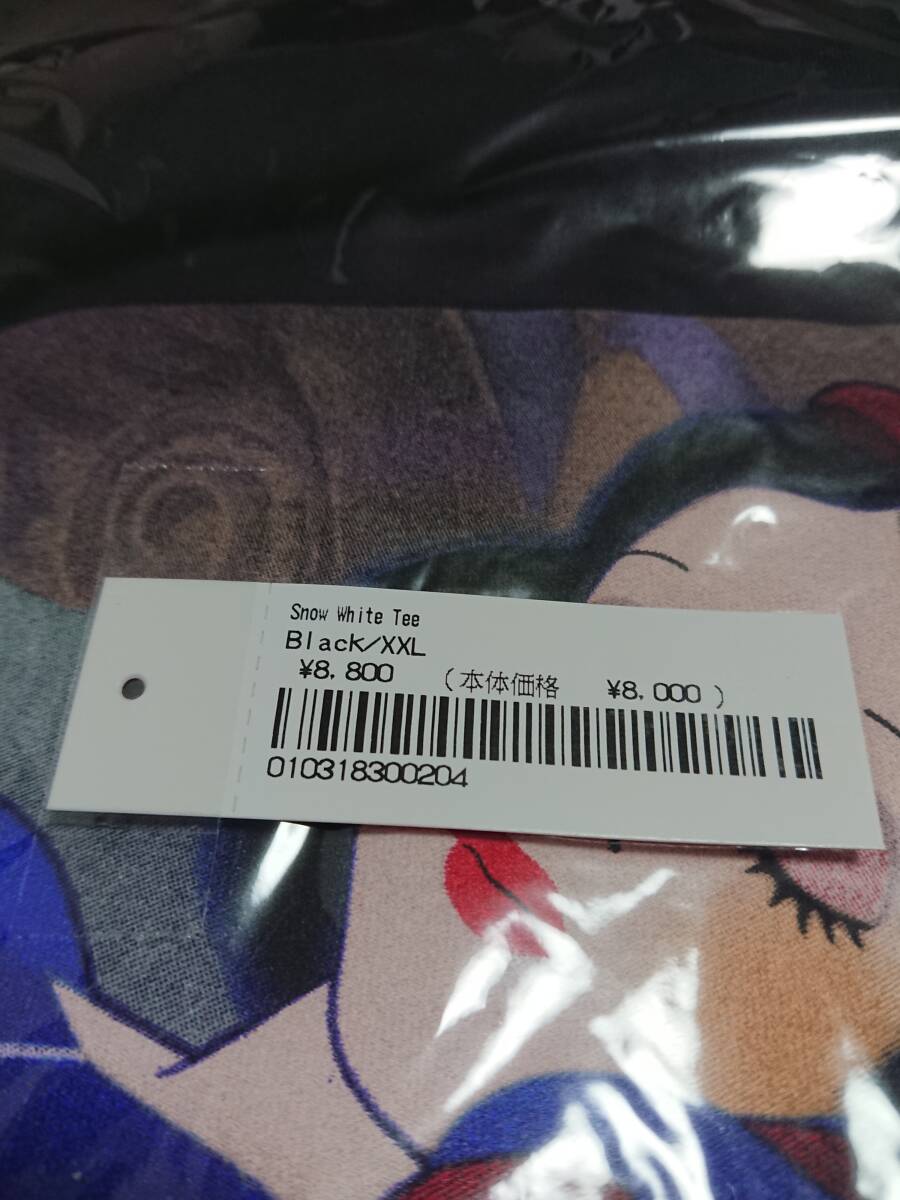 Snow White Tee
Black/XXL
¥8,800 (本体価格 ¥8,000)
010318300204